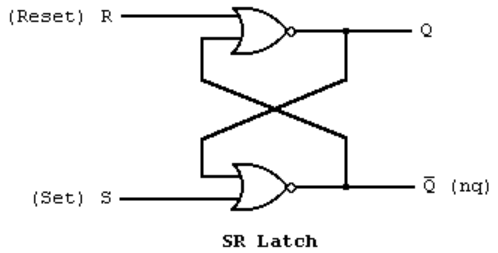 (Reset) R
Q
(Set) S
Q̅ (nq)
SR Latch